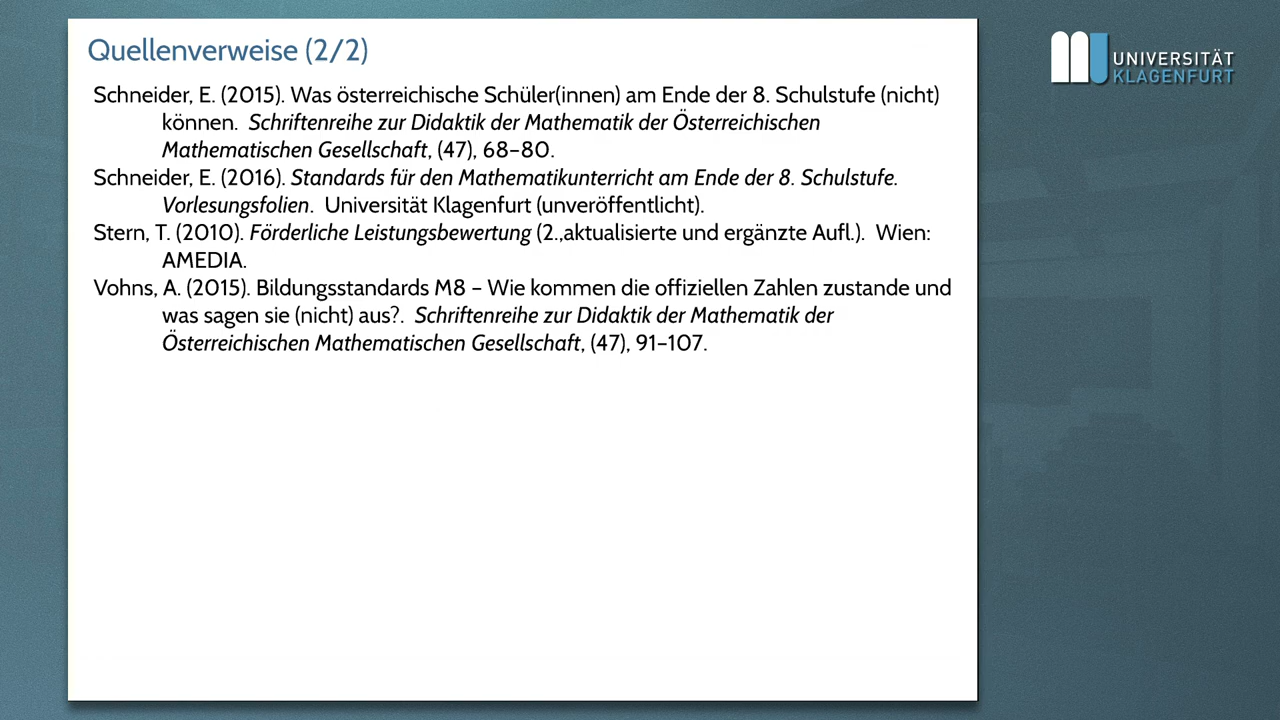 Quellenverweise (2/2)
UNIVERSITÄT
KLAGENFURT
Schneider, E. (2015). Was österreichische Schüler(innen) am Ende der 8. Schulstufe (nicht)
können. Schriftenreihe zur Didaktik der Mathematik der Österreichischen
Mathematischen Gesellschaft, (47), 68–80.
Schneider, E. (2016). Standards für den Mathematikunterricht am Ende der 8. Schulstufe.
Vorlesungsfolien. Universität Klagenfurt (unveröffentlicht).
Stern, T. (2010). Förderliche Leistungsbewertung (2.,aktualisierte und ergänzte Aufl.). Wien:
AMEDIA.
Vohns, A. (2015). Bildungsstandards M8 – Wie kommen die offiziellen Zahlen zustande und
was sagen sie (nicht) aus?. Schriftenreihe zur Didaktik der Mathematik der
Österreichischen Mathematischen Gesellschaft, (47), 91–107.